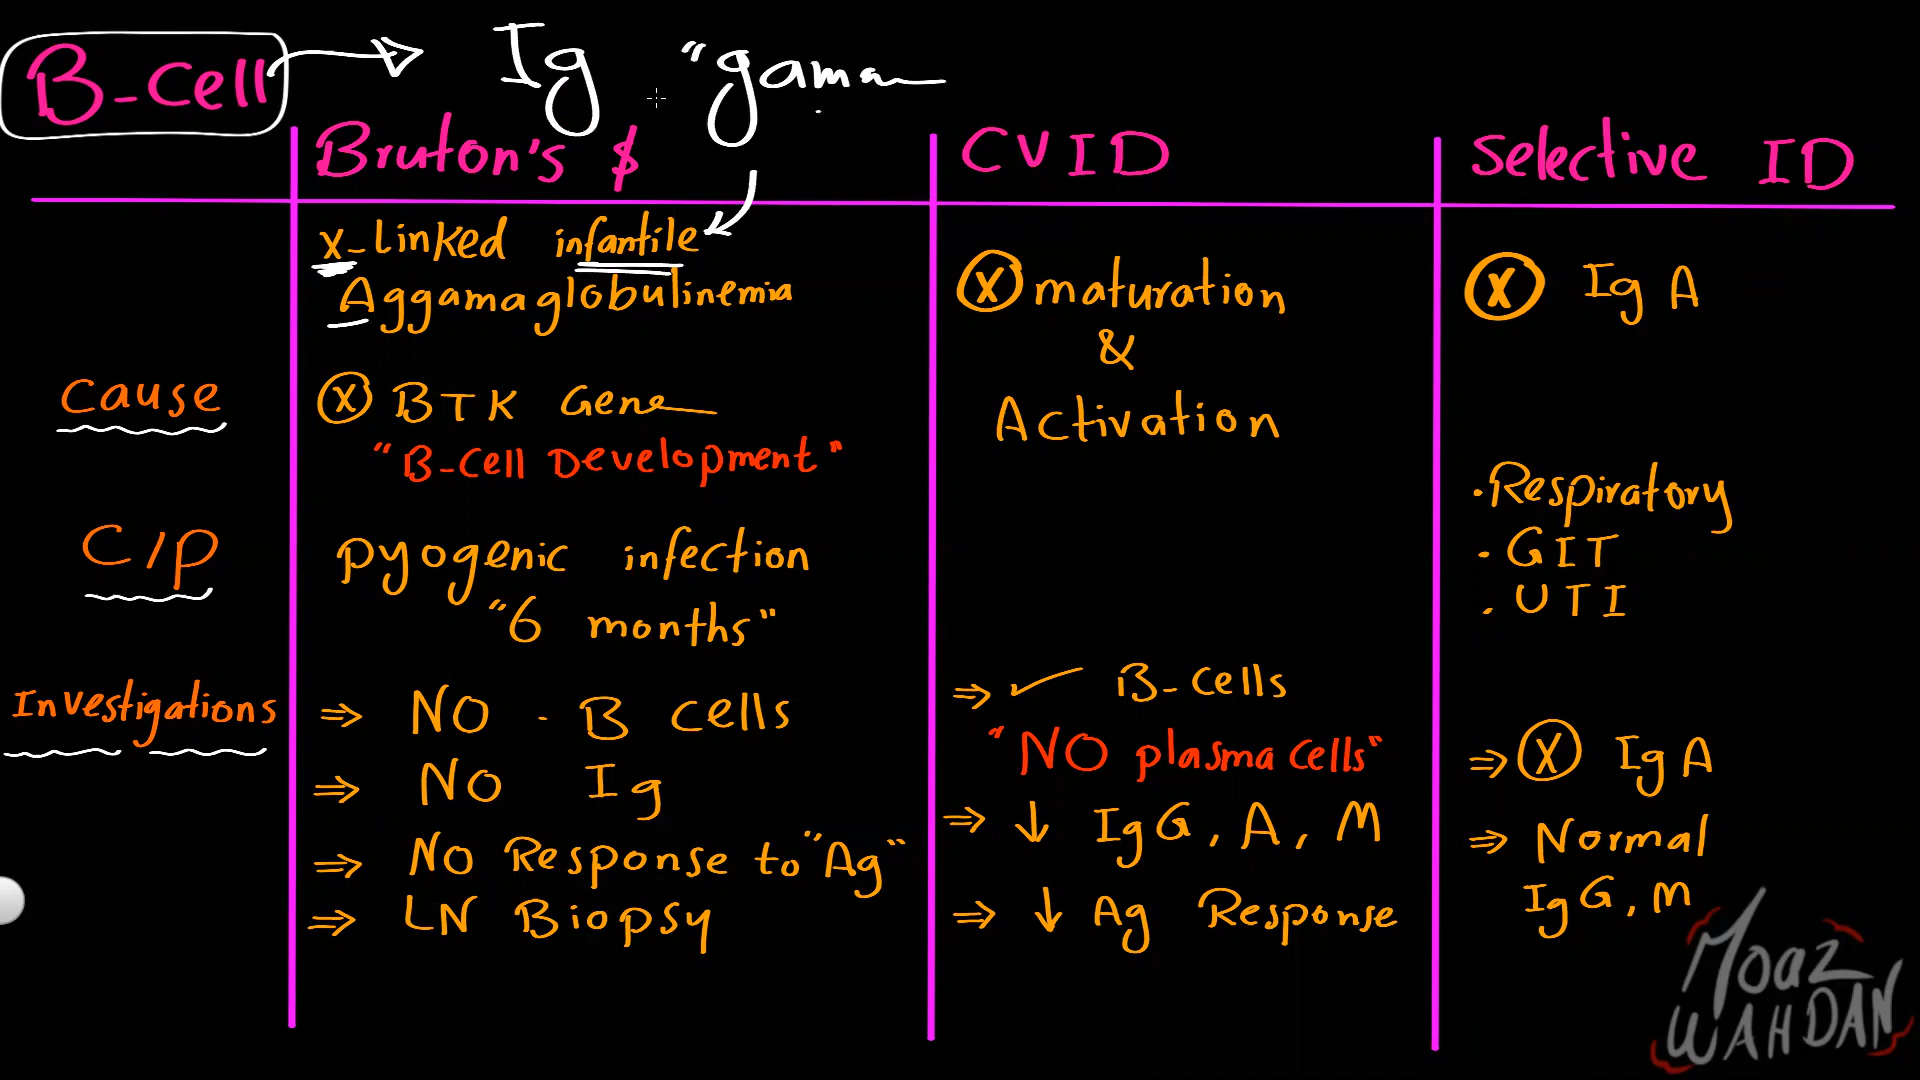 B-Cell → Ig "gama
Bruton's $
CVID
Selective ID
X-Linked infantile
Aggamaglobulinemia
Ⓧ maturation
&
Activation
Ⓧ IgA
Cause
Ⓧ BTK Gene
"B-Cell Development"
C/P
pyogenic infection
"6 months"
• Respiratory
• GIT
• UTI
Investigations
⇒ NO - B cells
⇒ NO Ig
⇒ NO Response to "Ag"
⇒ LN Biopsy
⇒ ✓ B-cells
"NO plasma cells"
⇒ ↓ IgG, A, M
⇒ ↓ Ag Response
⇒ Ⓧ IgA
⇒ Normal
IgG, M
MOAZ
WAHDAN